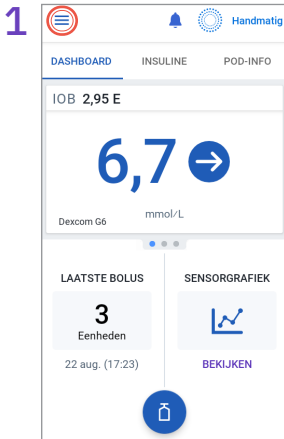 1
Handmatig
DASHBOARD INSULINE POD-INFO
IOB 2,95 E
6,7
mmol/L
Dexcom G6
LAATSTE BOLUS
3
Eenheden
22 aug. (17:23)
SENSORGRAFIEK
BEKIJKEN